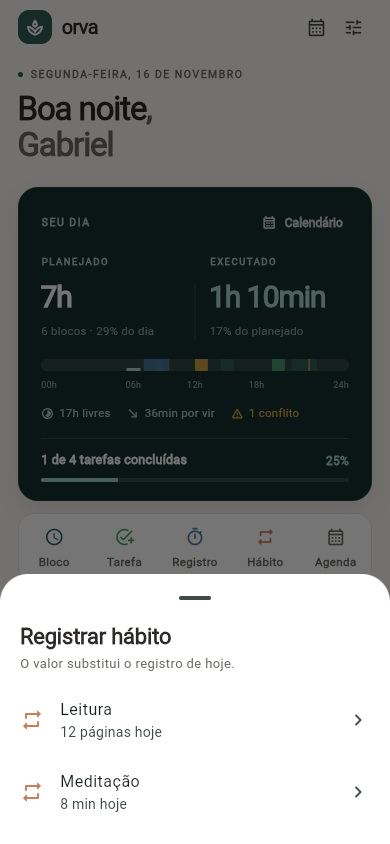 orva
SEGUNDA-FEIRA, 16 DE NOVEMBRO
Boa noite,
Gabriel
SEU DIA
Calendário
PLANEJADO
EXECUTADO
7h
1h 10min
6 blocos · 29% do dia
17% do planejado
00h 06h 12h 18h 24h
17h livres 36min por vir 1 conflito
1 de 4 tarefas concluídas 25%
Bloco Tarefa Registro Hábito Agenda
Registrar hábito
O valor substitui o registro de hoje.
Leitura
12 páginas hoje
Meditação
8 min hoje